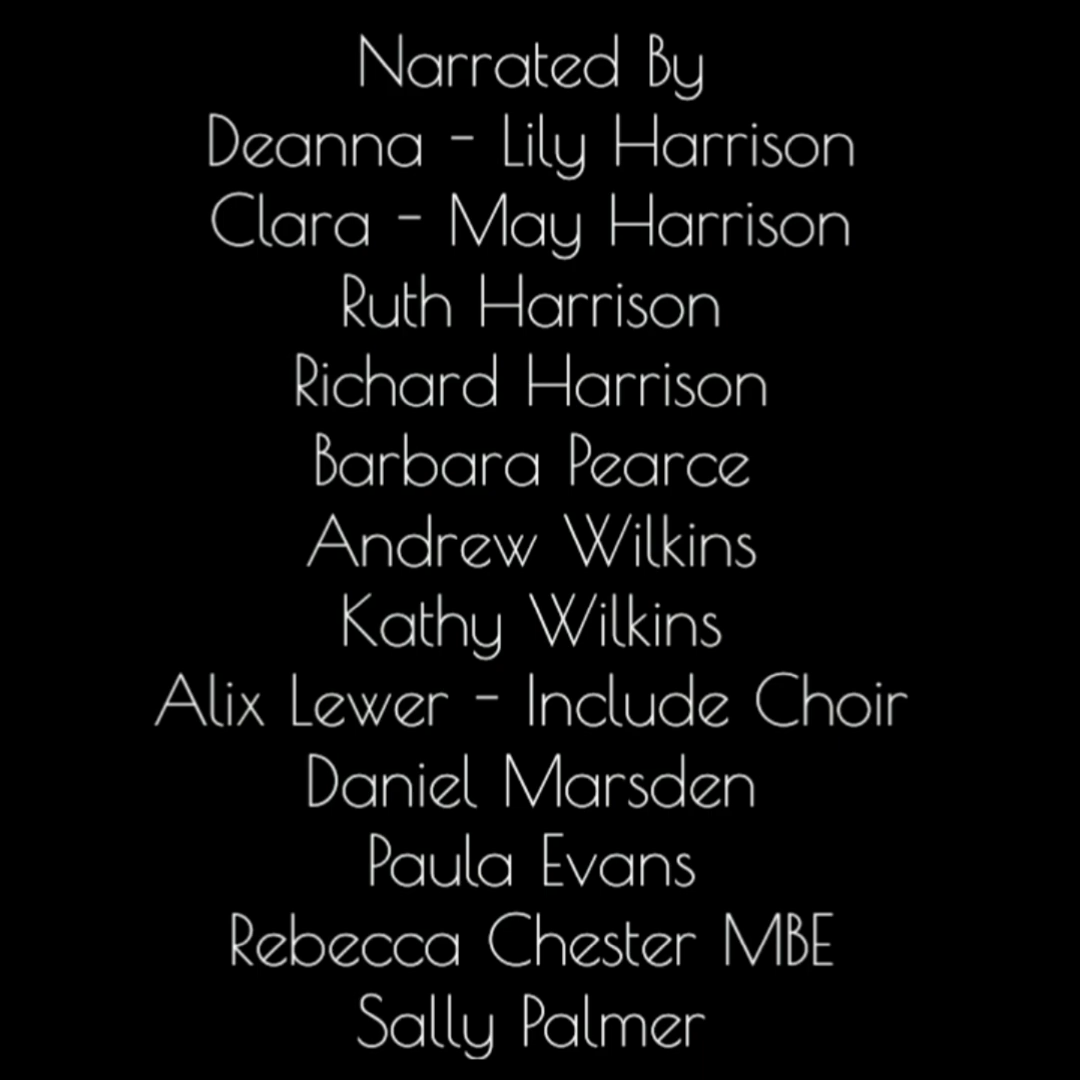 Narrated By
Deanna - Lily Harrison
Clara - May Harrison
Ruth Harrison
Richard Harrison
Barbara Pearce
Andrew Wilkins
Kathy Wilkins
Alix Lewer - Include Choir
Daniel Marsden
Paula Evans
Rebecca Chester MBE
Sally Palmer